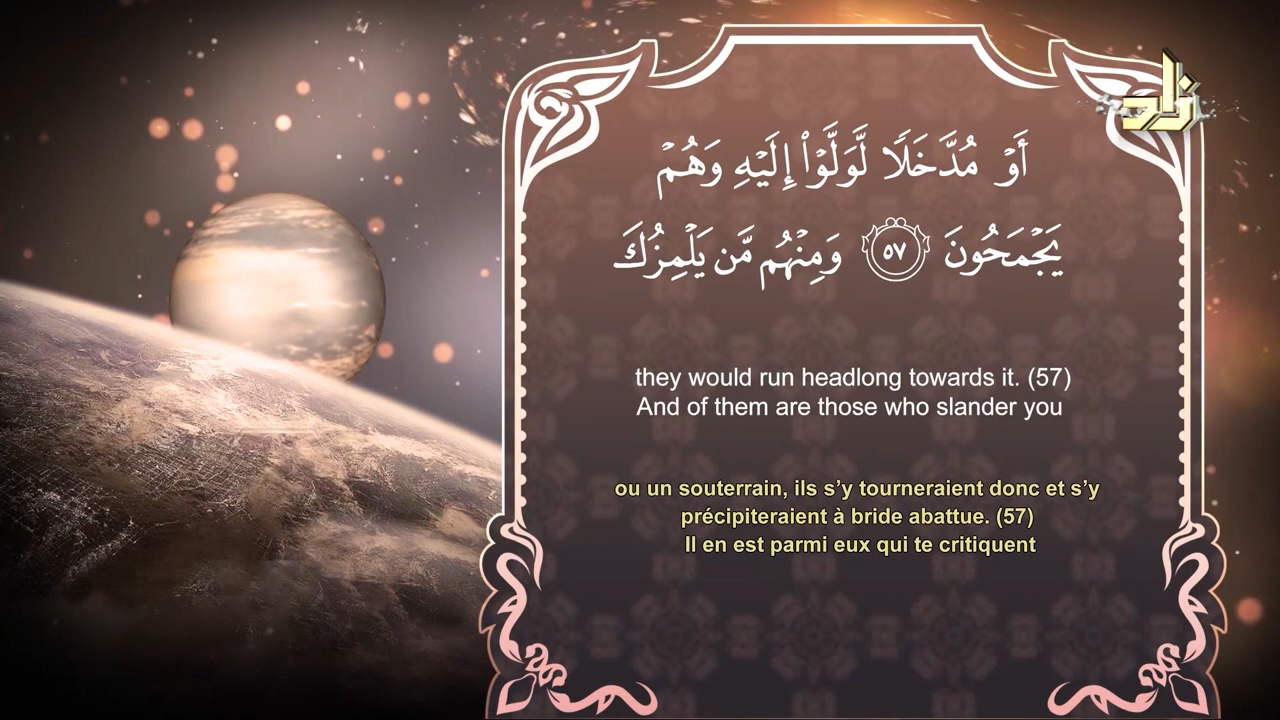 زاد
أَوْ مُدَّخَلًا لَّوَلَّوْا۟ إِلَيْهِ وَهُمْ
يَجْمَحُونَ ٥٧ وَمِنْهُم مَّن يَلْمِزُكَ
they would run headlong towards it. (57)
And of them are those who slander you
ou un souterrain, ils s’y tourneraient donc et s’y
précipiteraient à bride abattue. (57)
Il en est parmi eux qui te critiquent